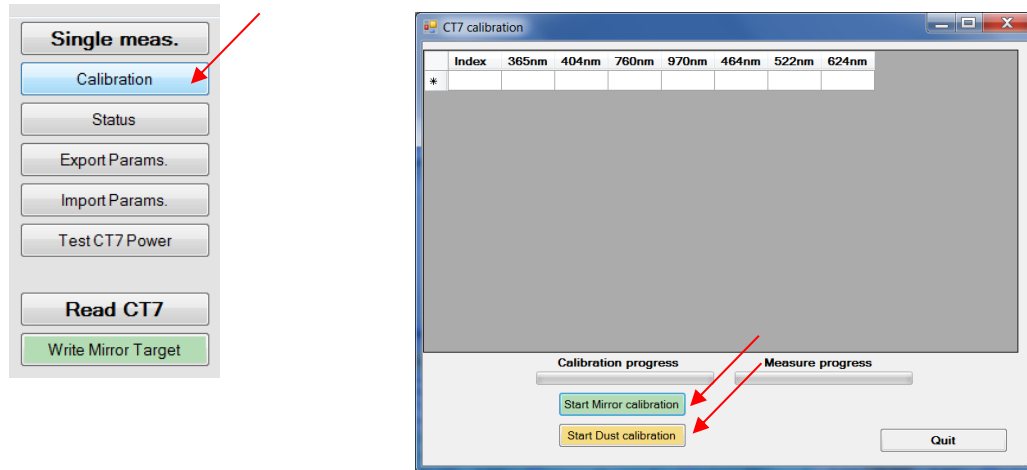 Single meas.
Calibration
Status
Export Params.
Import Params.
Test CT7 Power
Read CT7
Write Mirror Target
CT7 calibration
Index 365nm 404nm 760nm 970nm 464nm 522nm 624nm
*
Calibration progress Measure progress
Start Mirror calibration
Start Dust calibration
Quit